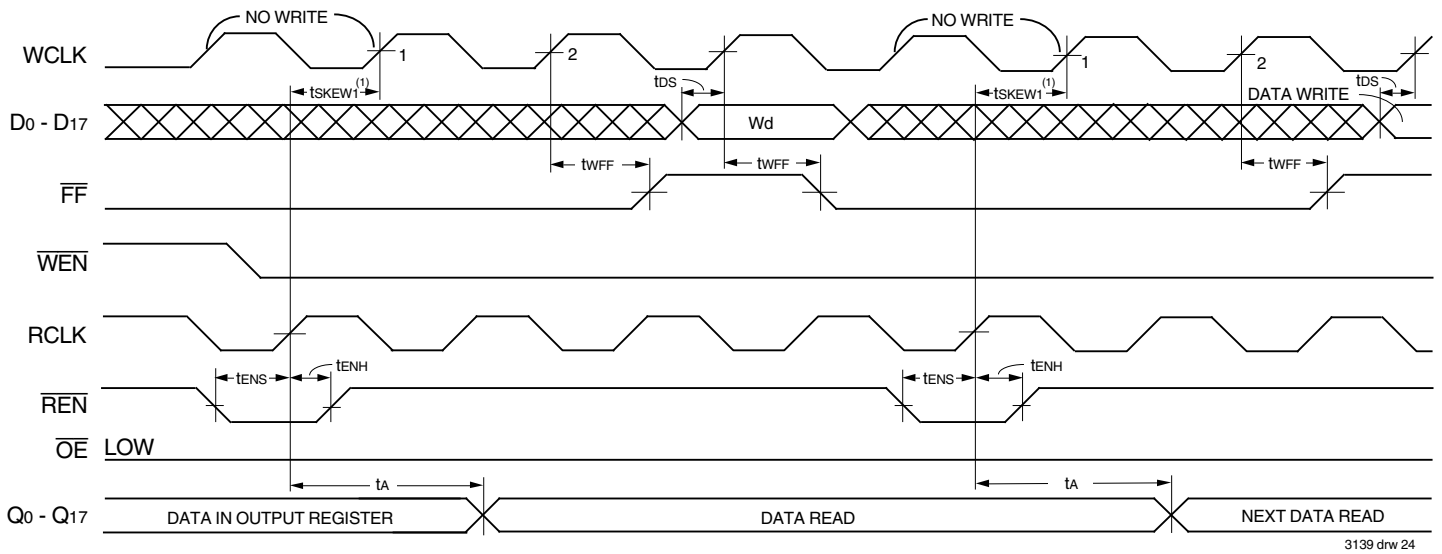 NO WRITE
NO WRITE
WCLK
1
2
1
2
tSKEW1(1)
tDS
tSKEW1(1)
tDS
DATA WRITE
D0 - D17
Wd
tWFF
tWFF
tWFF
FF
WEN
RCLK
tENS
tENH
tENS
tENH
REN
OE LOW
tA
tA
Q0 - Q17
DATA IN OUTPUT REGISTER
DATA READ
NEXT DATA READ
3139 drw 24